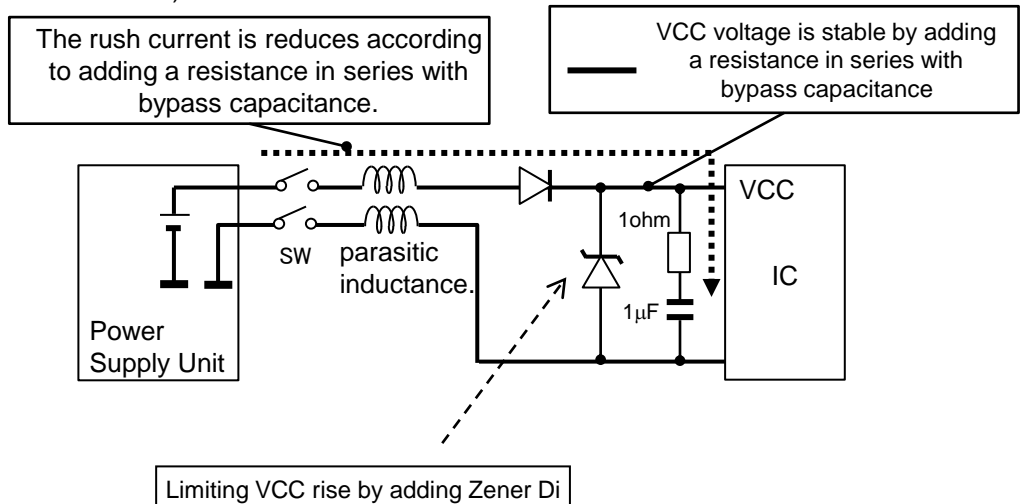 The rush current is reduces according
to adding a resistance in series with
bypass capacitance.
VCC voltage is stable by adding
a resistance in series with
bypass capacitance
VCC
1ohm
SW
parasitic
inductance.
IC
1μF
Power
Supply Unit
Limiting VCC rise by adding Zener Di